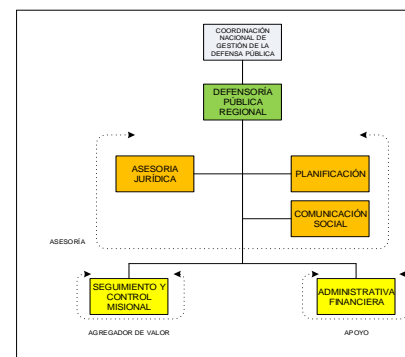 COORDINACIÓN
NACIONAL DE
GESTIÓN DE LA
DEFENSA PÚBLICA
DEFENSORÍA
PÚBLICA
REGIONAL
ASESORIA
JURÍDICA
PLANIFICACIÓN
COMUNICACIÓN
SOCIAL
ASESORÍA
SEGUIMIENTO Y
CONTROL
MISIONAL
ADMINISTRATIVA
FINANCIERA
AGREGADOR DE VALOR
APOYO